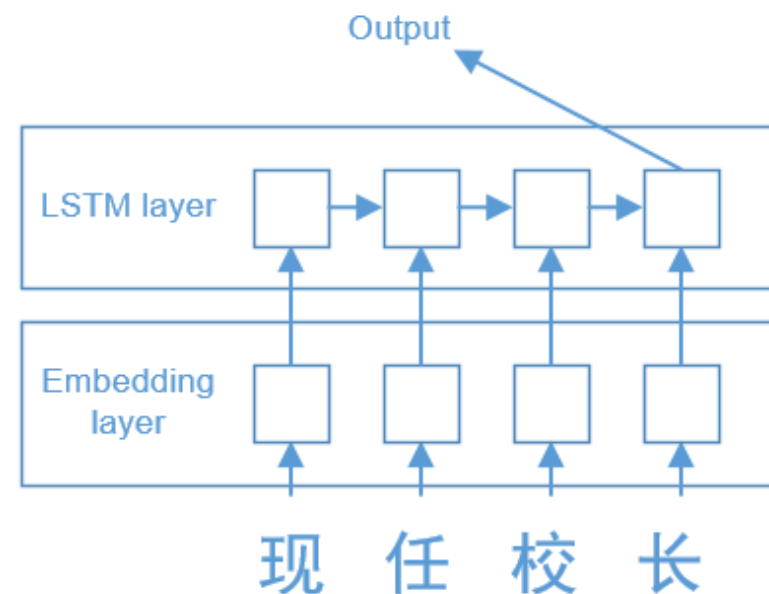 Output
LSTM layer
Embedding
layer
现 任 校 长